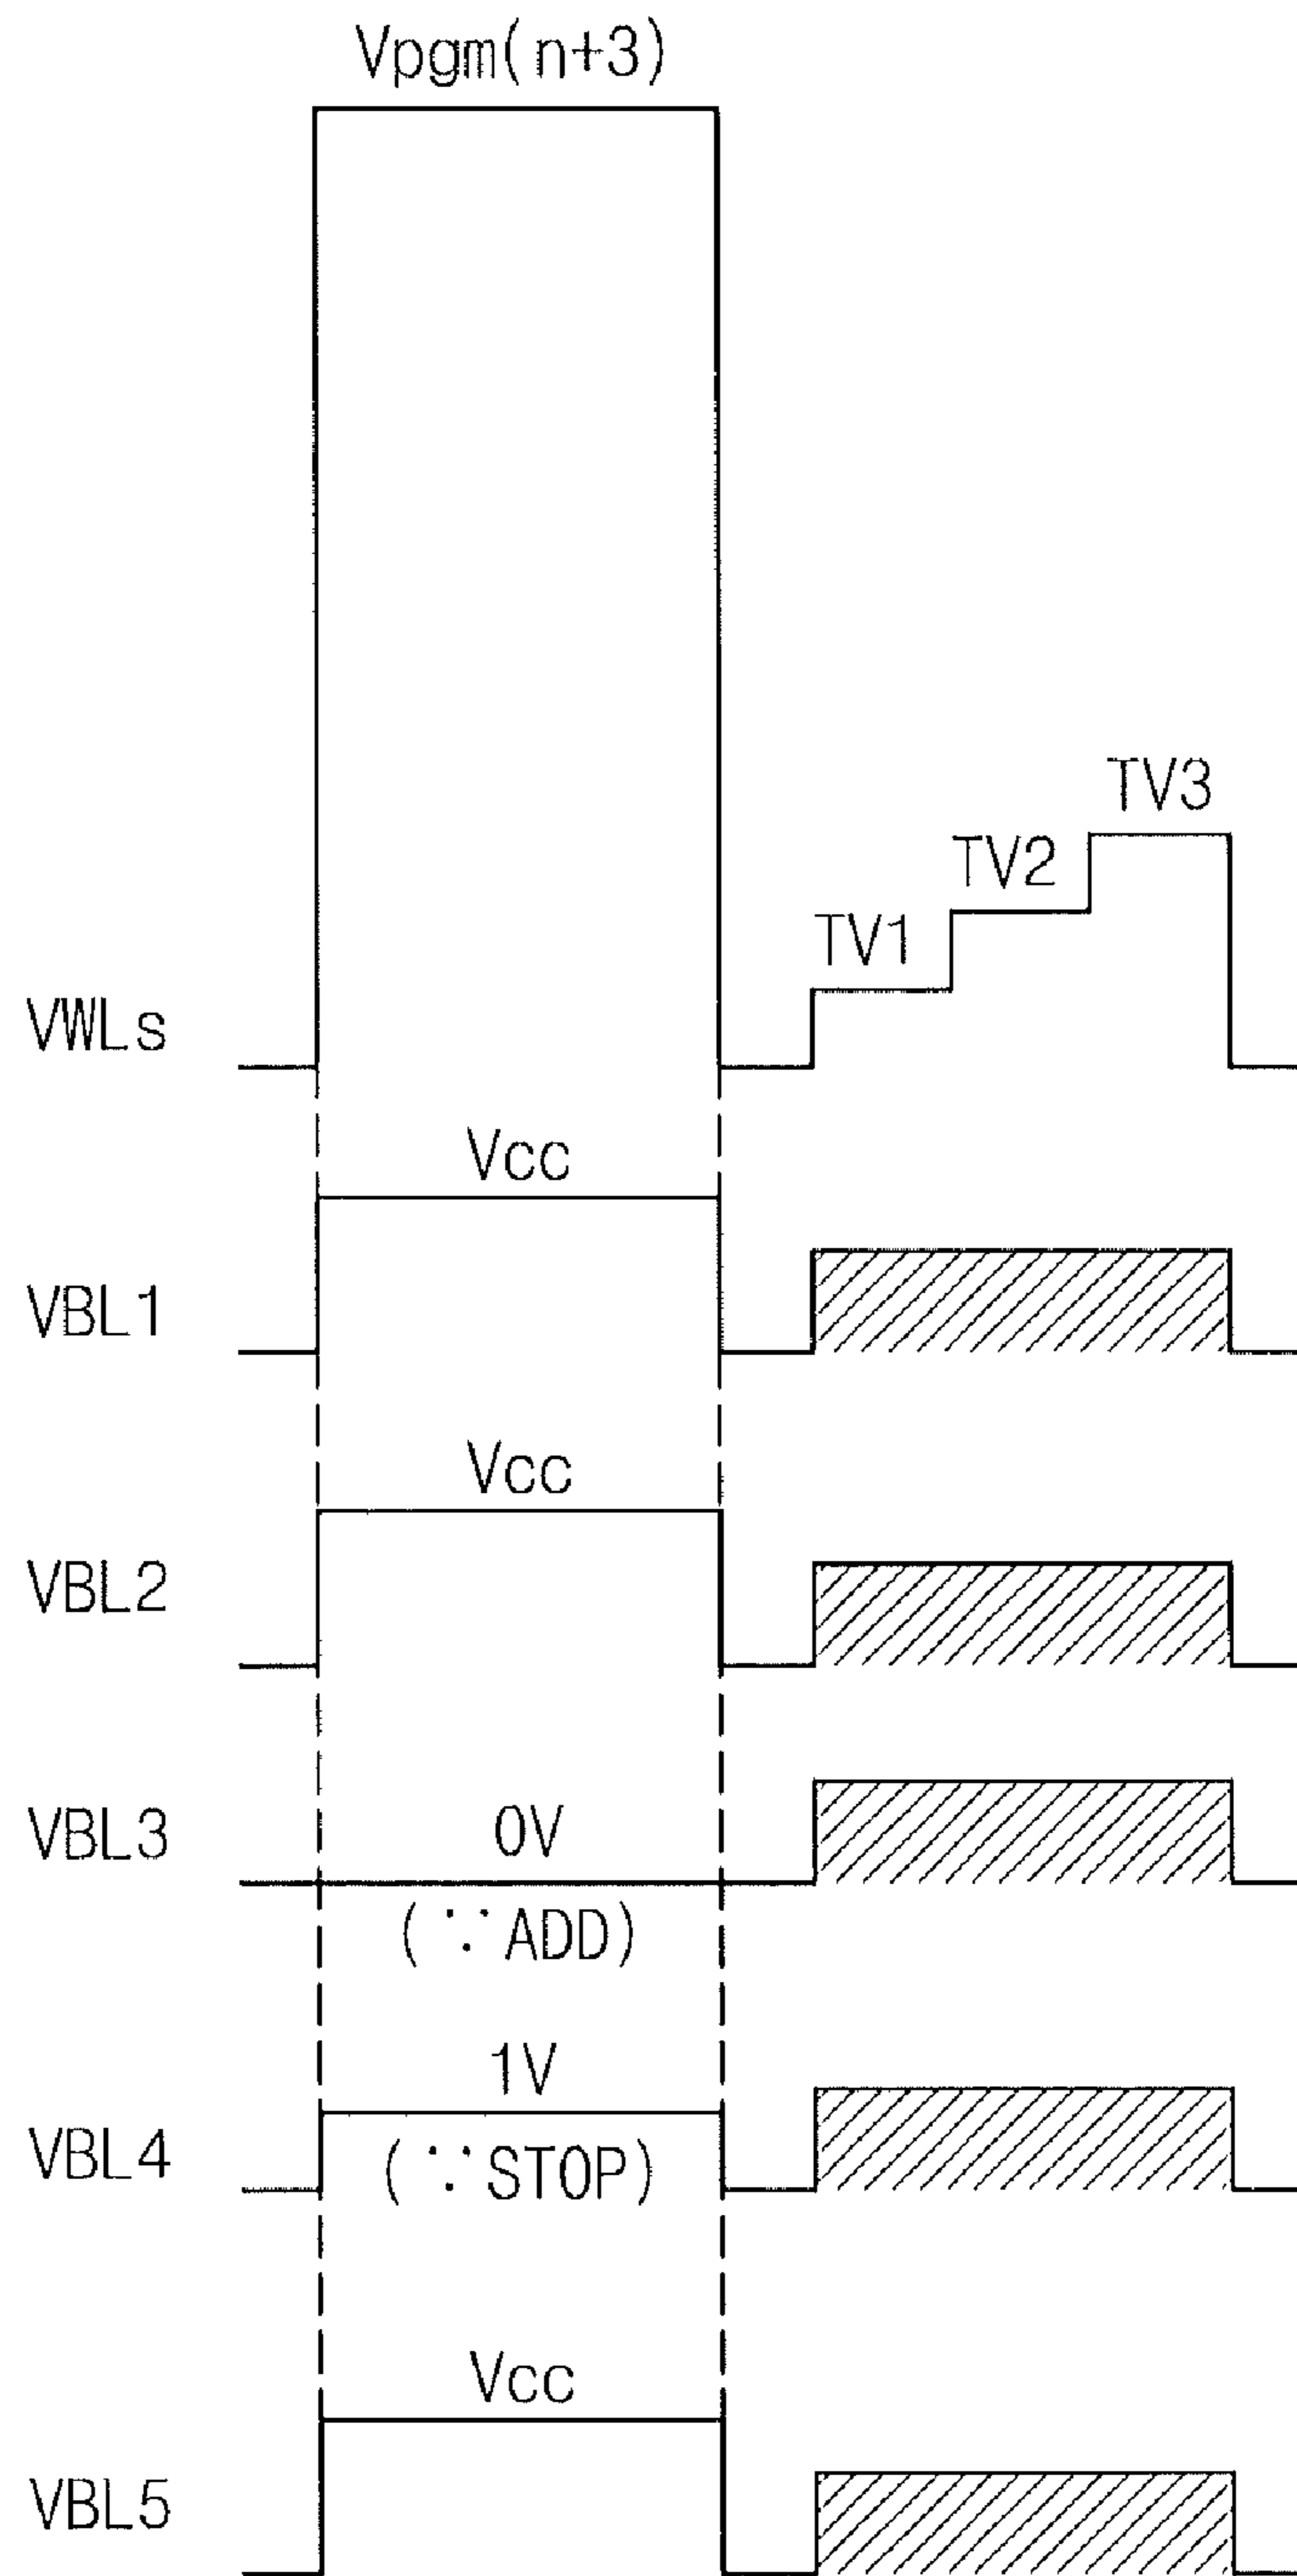 Vpgm(n+3)
TV3
TV2
TV1
VWLs
Vcc
VBL1
Vcc
VBL2
0V
VBL3
(∵ADD)
1V
VBL4
(∵STOP)
Vcc
VBL5